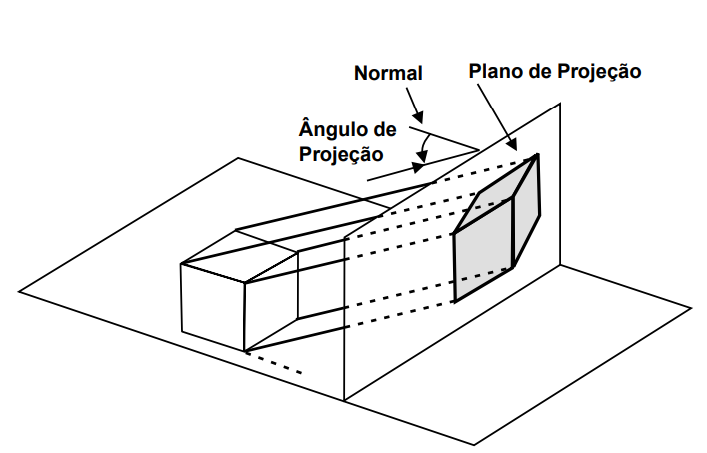 Normal
Plano de Projeção
Ângulo de
Projeção